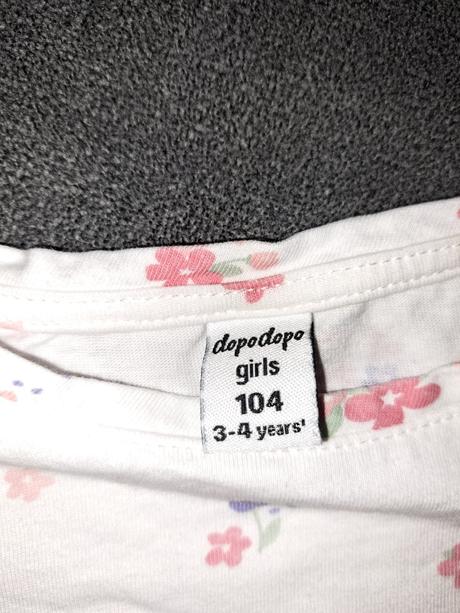 dopodopo
girls
104
3-4 years'